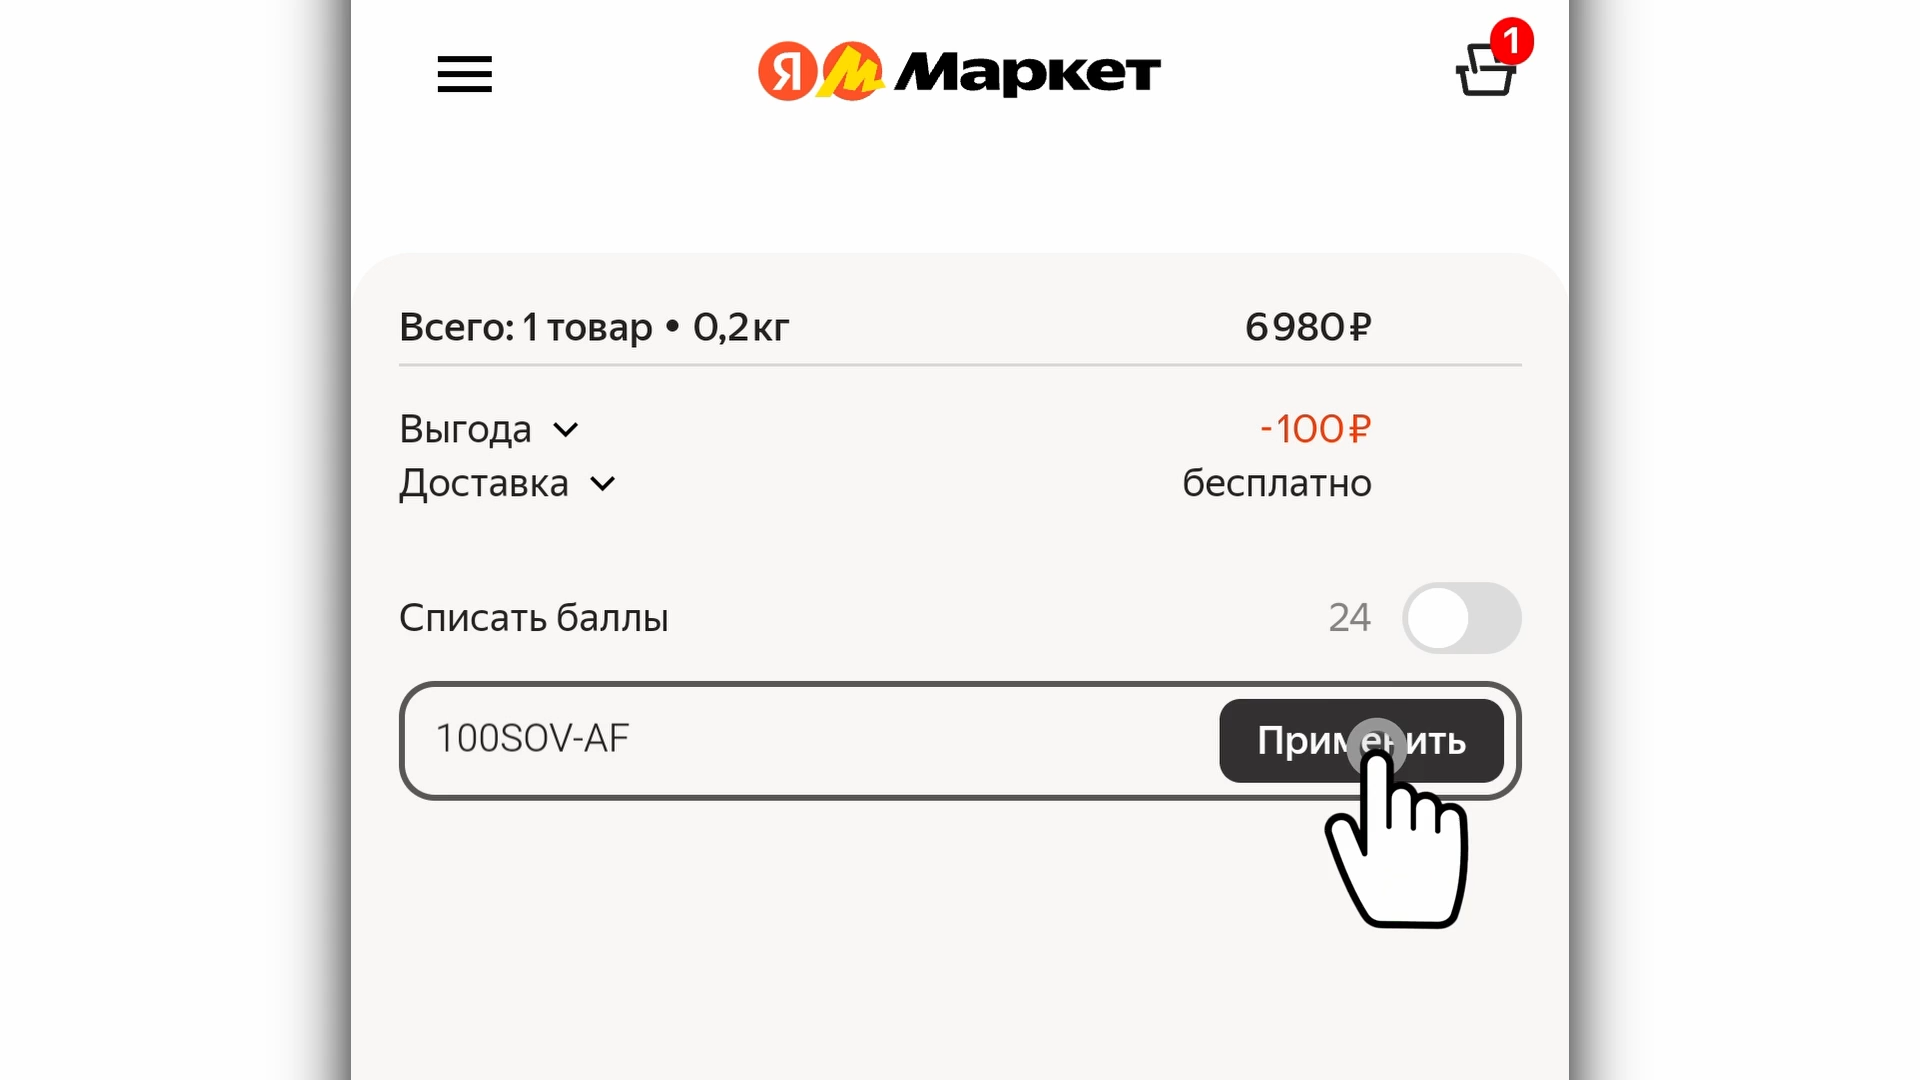 Я Маркет
1
Всего: 1 товар • 0,2 кг 6 980 ₽
Выгода -100 ₽
Доставка бесплатно
Списать баллы 24
100SOV-AF Применить